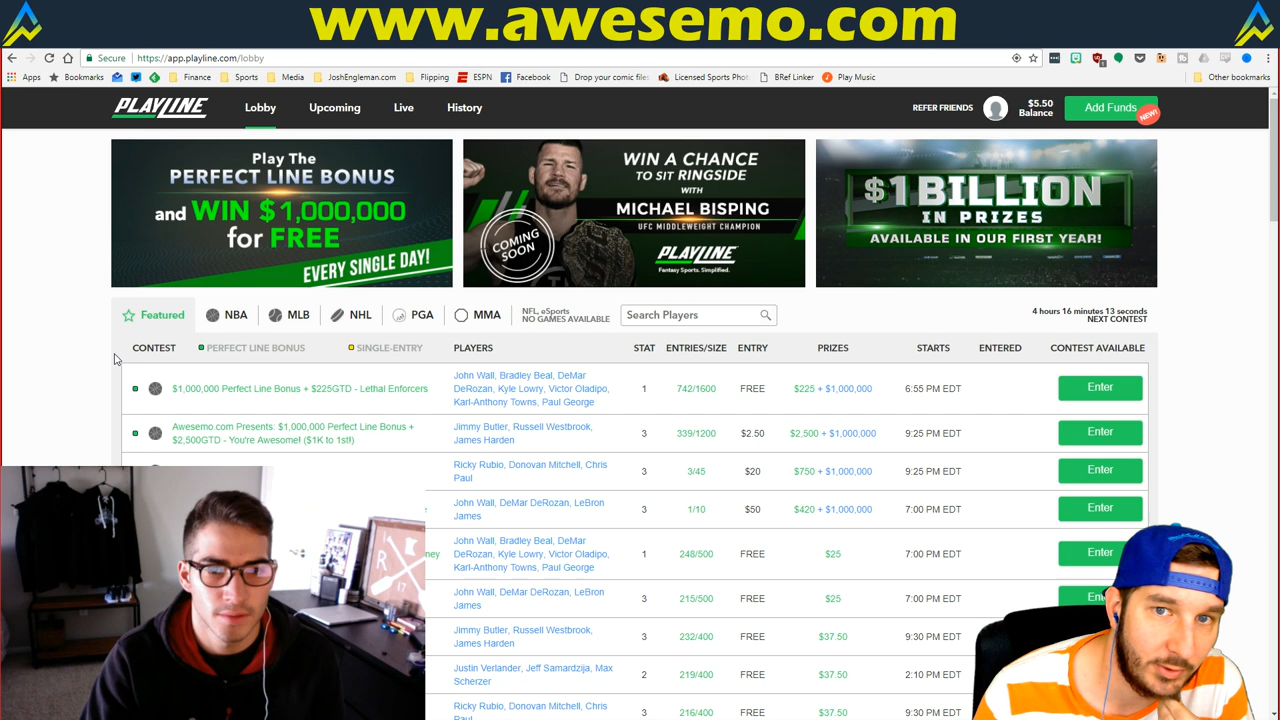 www.awesemo.com
Secure https://app.playline.com/lobby
Apps Bookmarks Finance Sports Media JoshEngleman.com Flipping ESPN Facebook Drop your comic files Licensed Sports Phot BRef Linker Play Music Other bookmarks
PLAYLINE Lobby Upcoming Live History REFER FRIENDS $5.50 Add Funds
Balance NEW!
Play The
PERFECT LINE BONUS
and WIN $1,000,000
for FREE
EVERY SINGLE DAY!
WIN A CHANCE
TO SIT RINGSIDE
WITH
MICHAEL BISPING
UFC MIDDLEWEIGHT CHAMPION
PLAYLINE
Fantasy Sports. Simplified.
COMING
SOON
$1 BILLION
IN PRIZES
AVAILABLE IN OUR FIRST YEAR!
Featured NBA MLB NHL PGA MMA NFL, eSports Search Players 4 hours 16 minutes 13 seconds
NO GAMES AVAILABLE NEXT CONTEST
CONTEST PERFECT LINE BONUS SINGLE-ENTRY PLAYERS STAT ENTRIES/SIZE ENTRY PRIZES STARTS ENTERED CONTEST AVAILABLE
John Wall, Bradley Beal, DeMar
$1,000,000 Perfect Line Bonus + $225GTD - Lethal Enforcers DeRozan, Kyle Lowry, Victor Oladipo, 1 742/1600 FREE $225 + $1,000,000 6:55 PM EDT Enter
Karl-Anthony Towns, Paul George
Awesemo.com Presents: $1,000,000 Perfect Line Bonus + Jimmy Butler, Russell Westbrook, 3 339/1200 $2.50 $2,500 + $1,000,000 9:25 PM EDT Enter
$2,500GTD - You're Awesome! ($1K to 1st!) James Harden
Ricky Rubio, Donovan Mitchell, Chris 3 3/45 $20 $750 + $1,000,000 9:25 PM EDT Enter
Paul
John Wall, DeMar DeRozan, LeBron 3 1/10 $50 $420 + $1,000,000 7:00 PM EDT Enter
James
John Wall, Bradley Beal, DeMar
ney DeRozan, Kyle Lowry, Victor Oladipo, 1 248/500 FREE $25 7:00 PM EDT Enter
Karl-Anthony Towns, Paul George
John Wall, DeMar DeRozan, LeBron 3 215/500 FREE $25 7:00 PM EDT En
James
Jimmy Butler, Russell Westbrook, 3 232/400 FREE $37.50 9:30 PM EDT
James Harden
Justin Verlander, Jeff Samardzija, Max 2 219/400 FREE $37.50 2:10 PM EDT
Scherzer
Ricky Rubio, Donovan Mitchell, Chris 3 216/400 FREE $37.50 9:30 PM EDT
Paul
R
S
17